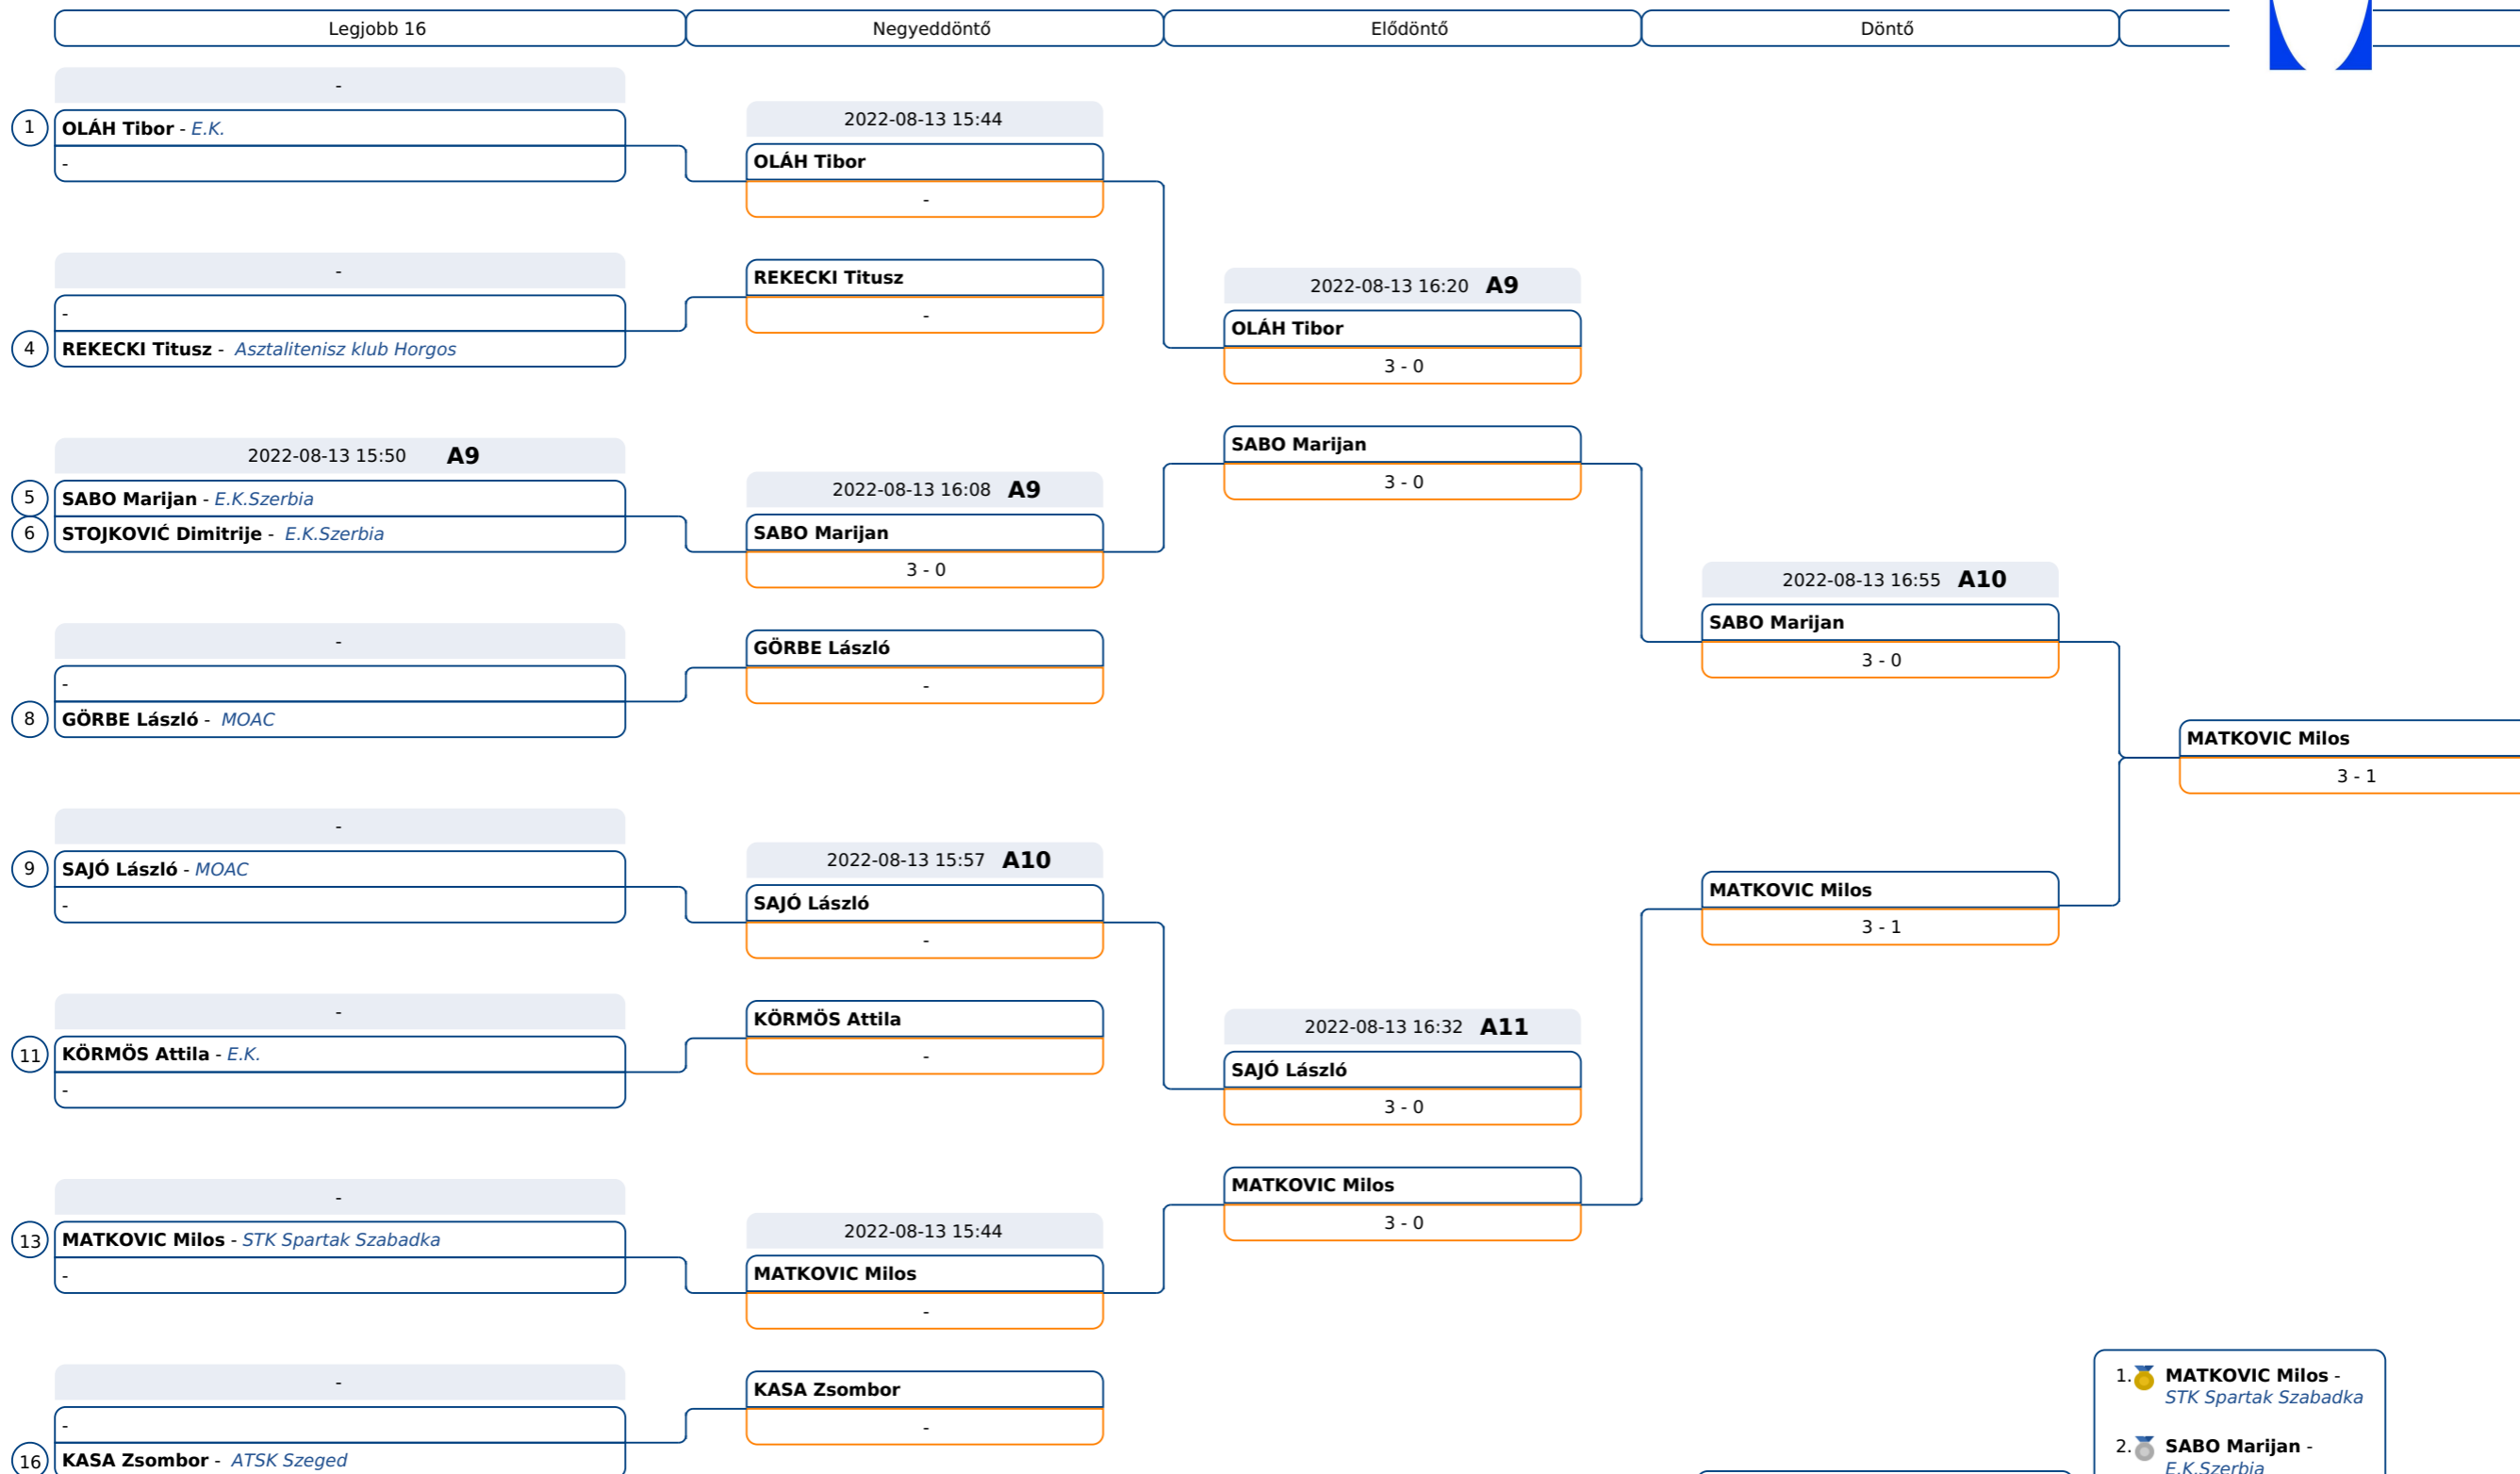 Legjobb 16
Negyeddöntő
Elődöntő
Döntő
-
1 OLÁH Tibor - E.K.
-
-
-
4 REKECKI Titusz - Asztalitenisz klub Horgos
2022-08-13 15:50 A9
5 SABO Marijan - E.K.Szerbia
6 STOJKOVIĆ Dimitrije - E.K.Szerbia
-
-
8 GÖRBE László - MOAC
-
9 SAJÓ László - MOAC
-
-
11 KÖRMÖS Attila - E.K.
-
-
13 MATKOVIC Milos - STK Spartak Szabadka
-
-
-
16 KASA Zsombor - ATSK Szeged
2022-08-13 15:44
OLÁH Tibor
-
REKECKI Titusz
-
2022-08-13 16:08 A9
SABO Marijan
3 - 0
GÖRBE László
-
2022-08-13 15:57 A10
SAJÓ László
-
KÖRMÖS Attila
-
2022-08-13 15:44
MATKOVIC Milos
-
KASA Zsombor
-
2022-08-13 16:20 A9
OLÁH Tibor
3 - 0
SABO Marijan
3 - 0
2022-08-13 16:32 A11
SAJÓ László
3 - 0
MATKOVIC Milos
3 - 0
2022-08-13 16:55 A10
SABO Marijan
3 - 0
MATKOVIC Milos
3 - 1
MATKOVIC Milos
3 - 1
1. MATKOVIC Milos -
STK Spartak Szabadka
2. SABO Marijan -
E.K.Szerbia